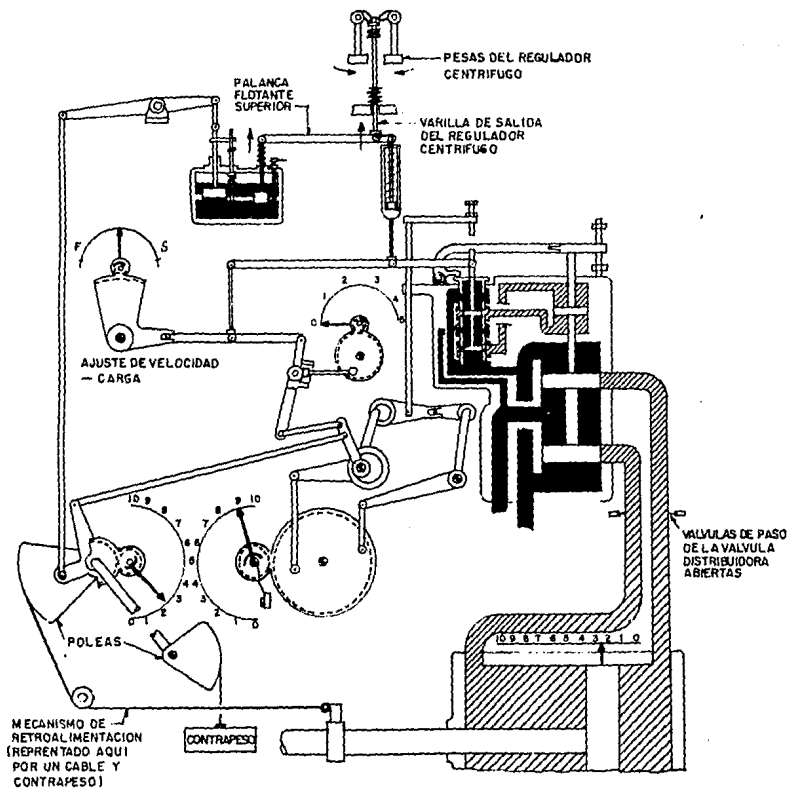 PESAS DEL REGULADOR
CENTRIFUGO
PALANCA
FLOTANTE
SUPERIOR
VARILLA DE SALIDA
DEL REGULADOR
CENTRIFUGO
F
S
0 1 2 3 4 5
AJUSTE DE VELOCIDAD
— CARGA
10 9 8 7 6 5 4 3 2 1 0
10 9 8 7 6 5 4 3 2 1 0
VALVULAS DE PASO
DE LA VALVULA
DISTRIBUIDORA
ABIERTAS
POLEAS
10 9 8 7 6 5 4 3 2 1 0
MECANISMO DE
RETROALIMENTACION
(REPRENTADO AQUI
POR UN CABLE Y
CONTRAPESO)
CONTRAPESO